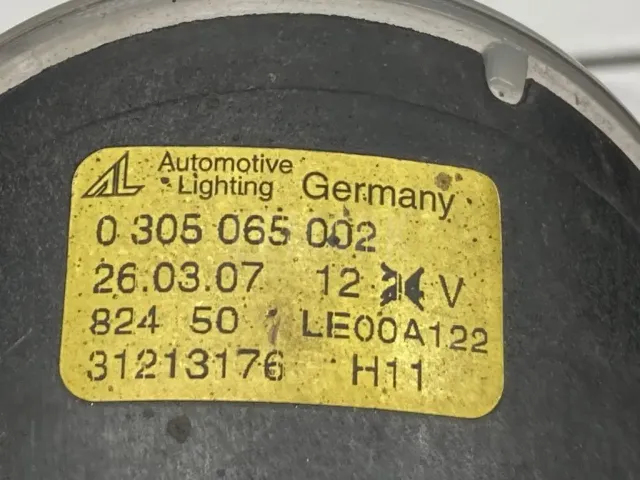 AL Automotive Lighting Germany
0 305 065 002
26.03.07 12 V
824 50 LE00A122
31213176 H11